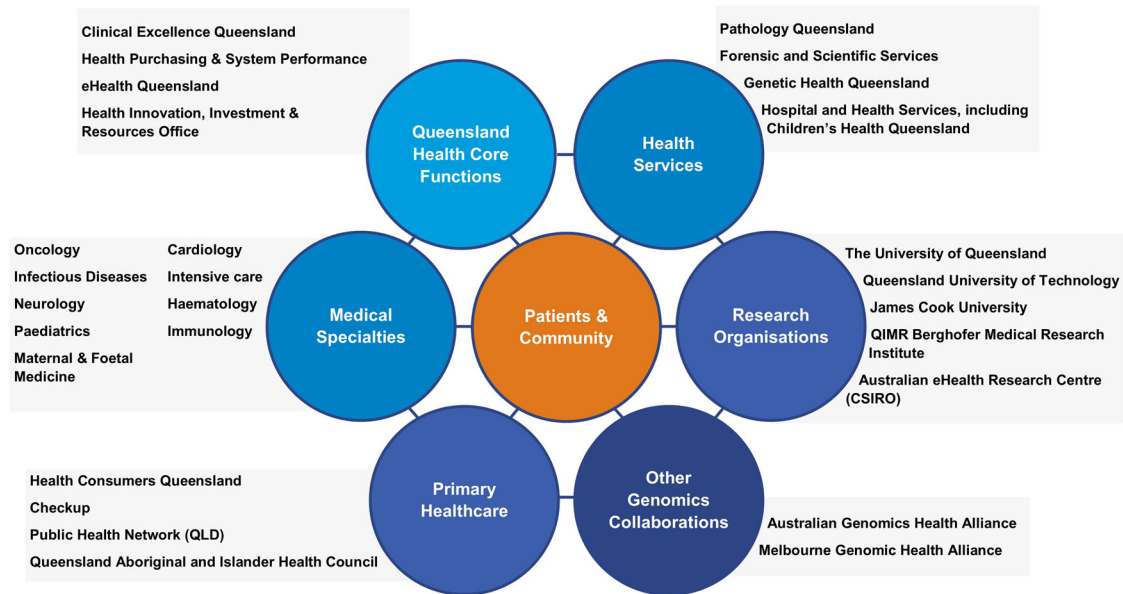 Clinical Excellence Queensland
Health Purchasing & System Performance
eHealth Queensland
Health Innovation, Investment &
Resources Office
Queensland
Health Core
Functions
Pathology Queensland
Forensic and Scientific Services
Genetic Health Queensland
Hospital and Health Services, including
Children's Health Queensland
Health
Services
Oncology
Infectious Diseases
Neurology
Paediatrics
Maternal & Foetal
Medicine
Cardiology
Intensive care
Haematology
Immunology
Medical
Specialties
Patients &
Community
Research
Organisations
The University of Queensland
Queensland University of Technology
James Cook University
QIMR Berghofer Medical Research
Institute
Australian eHealth Research Centre
(CSIRO)
Health Consumers Queensland
Checkup
Public Health Network (QLD)
Queensland Aboriginal and Islander Health Council
Primary
Healthcare
Other
Genomics
Collaborations
Australian Genomics Health Alliance
Melbourne Genomic Health Alliance